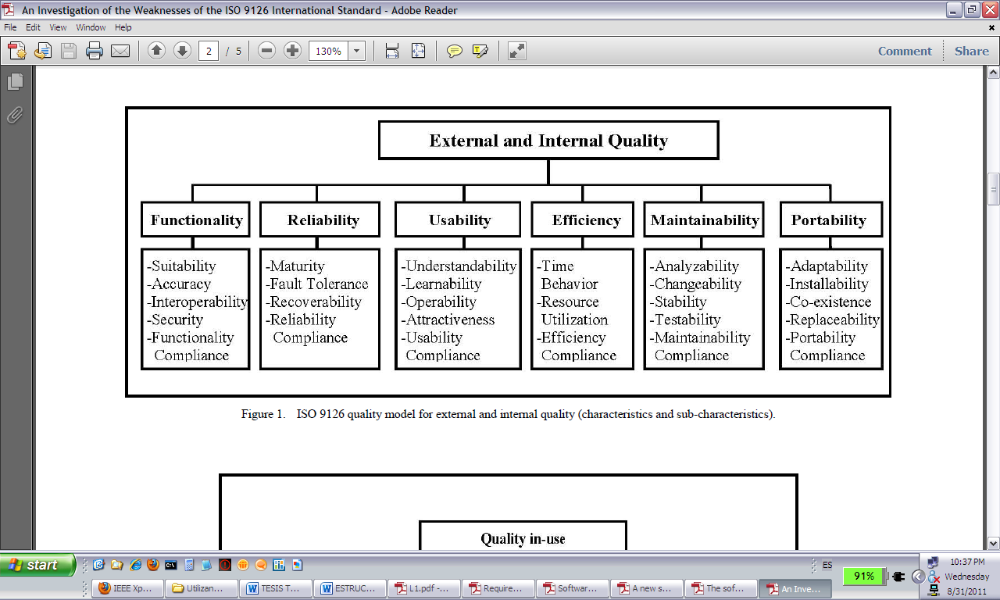 An Investigation of the Weaknesses of the ISO 9126 International Standard - Adobe Reader
File Edit View Window Help
2 / 5 130% Comment Share
External and Internal Quality
Functionality Reliability Usability Efficiency Maintainability Portability
-Suitability
-Accuracy
-Interoperability
-Security
-Functionality
Compliance
-Maturity
-Fault Tolerance
-Recoverability
-Reliability
Compliance
-Understandability
-Learnability
-Operability
-Attractiveness
-Usability
Compliance
-Time
Behavior
-Resource
Utilization
-Efficiency
Compliance
-Analyzability
-Changeability
-Stability
-Testability
-Maintainability
Compliance
-Adaptability
-Installability
-Co-existence
-Replaceability
-Portability
Compliance
Figure 1. ISO 9126 quality model for external and internal quality (characteristics and sub-characteristics).
Quality in-use
start
ES
91%
10:37 PM
Wednesday
8/31/2011
IEEE Xp... Utilizan... TESIS T... ESTRUC... L1.pdf -... Require... Softwar... A new s... The sof... An Inve...